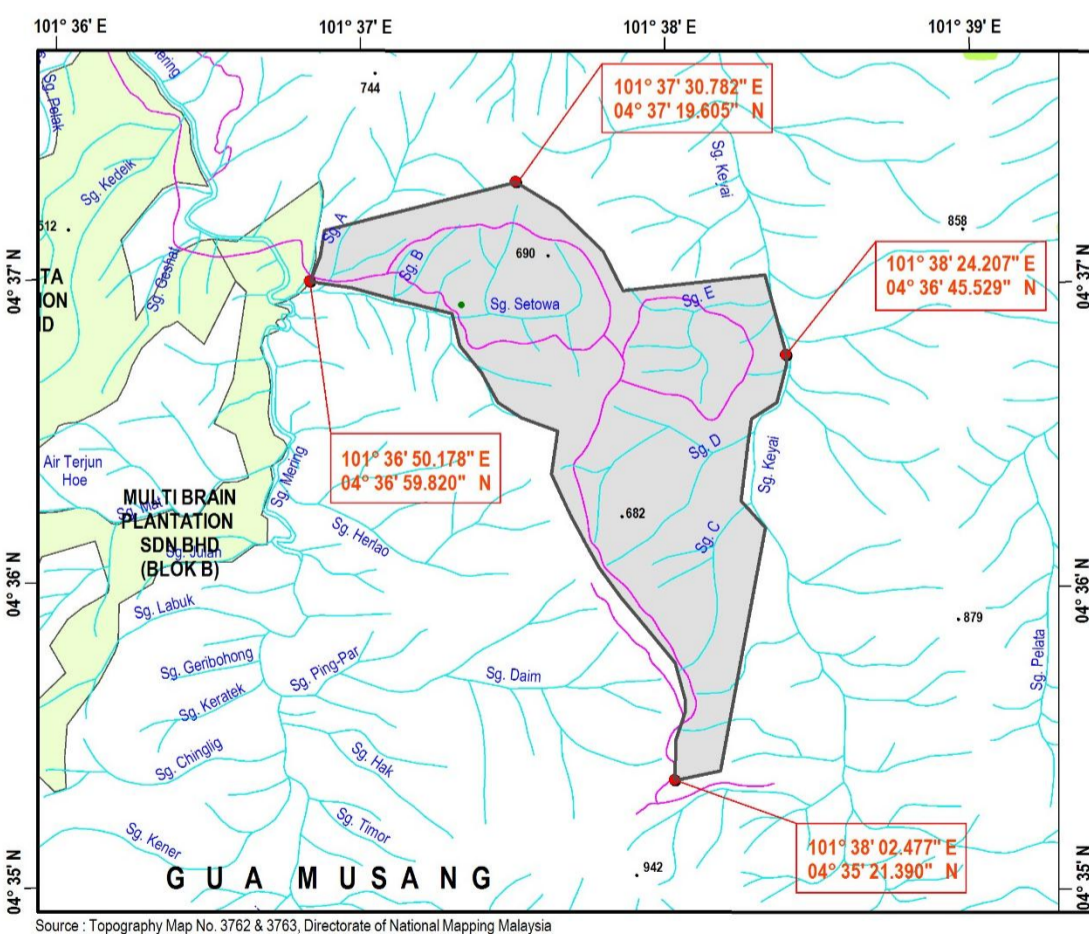 101° 36' E
101° 37' E
101° 38' E
101° 39' E
744
101° 37' 30.782" E
04° 37' 19.605" N
Sg. Pelak
Sg. Kedeik
Sg. Keyai
858
Sg. A
Sg. B
690
04° 37' N
Sg. Geshat
Sg. Setowa
Sg. E
101° 38' 24.207" E
04° 36' 45.529" N
04° 37' N
101° 36' 50.178" E
04° 36' 59.820" N
Sg. D
Sg. Keyai
Air Terjun
Hoe
Sg. Mering
MULTI BRAIN
PLANTATION
SDN BHD
(BLOK B)
Sg. Julan
Sg. Herlao
682
Sg. C
04° 36' N
04° 36' N
Sg. Labuk
879
Sg. Geribohong
Sg. Ping-Par
Sg. Keratek
Sg. Daim
Sg. Pelata
Sg. Chinglig
Sg. Hak
Sg. Kener
Sg. Timor
942
101° 38' 02.477" E
04° 35' 21.390" N
04° 35' N
04° 35' N
GUA MUSANG
Source : Topography Map No. 3762 & 3763, Directorate of National Mapping Malaysia